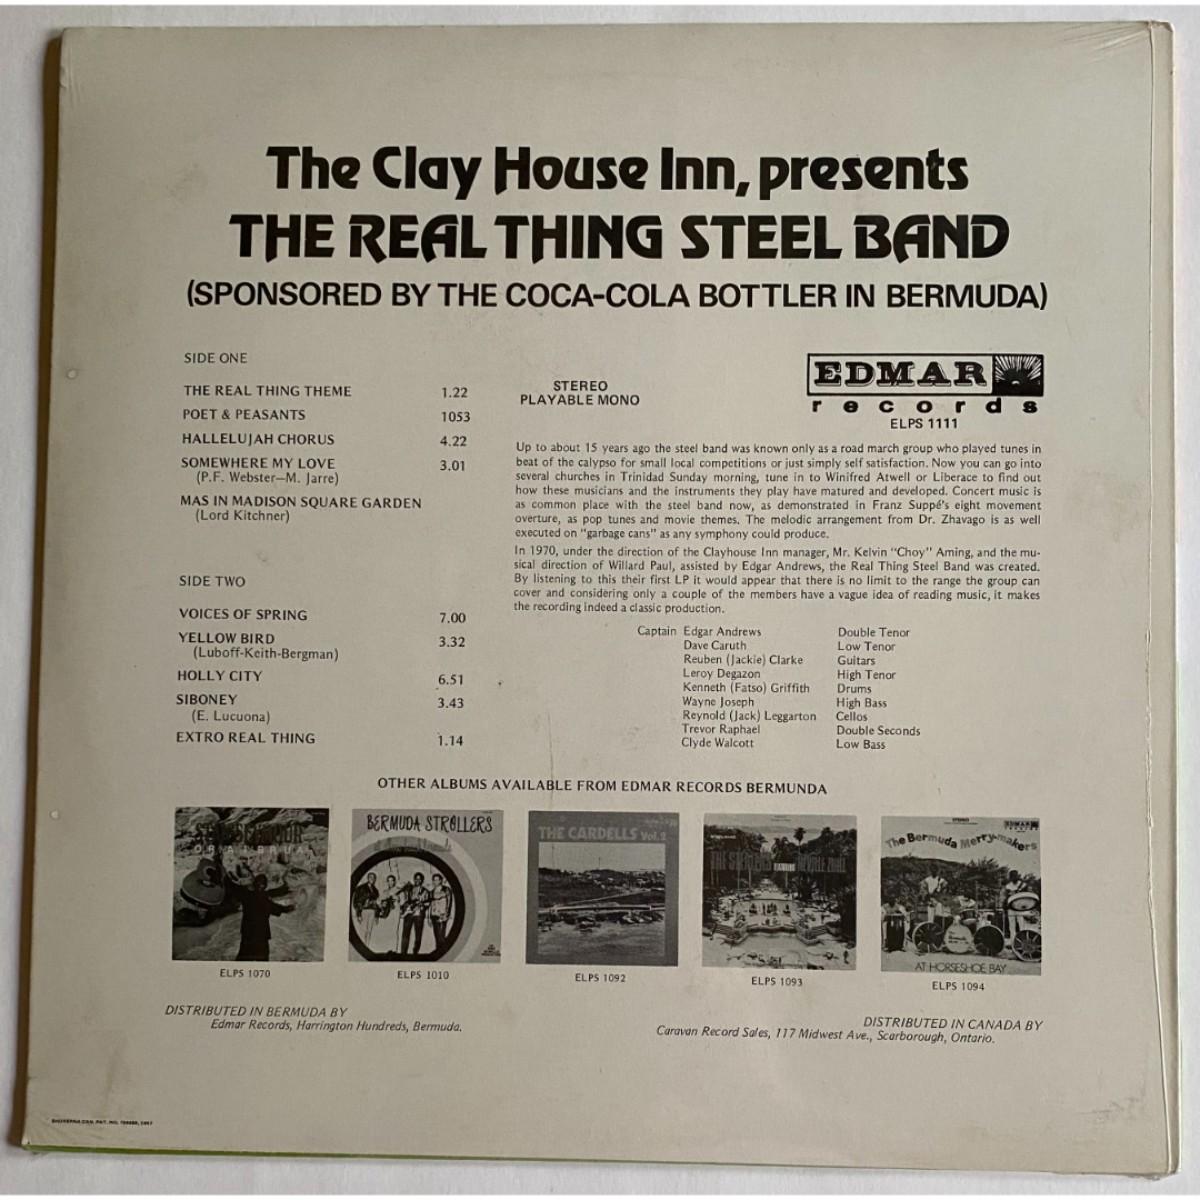 The Clay House Inn, presents
THE REAL THING STEEL BAND
(SPONSORED BY THE COCA-COLA BOTTLER IN BERMUDA)
SIDE ONE
THE REAL THING THEME 1.22
POET & PEASANTS 1053
HALLELUJAH CHORUS 4.22
SOMEWHERE MY LOVE 3.01
(P.F. Webster—M. Jarre)
MAS IN MADISON SQUARE GARDEN
(Lord Kitchner)
SIDE TWO
VOICES OF SPRING 7.00
YELLOW BIRD 3.32
(Luboff-Keith-Bergman)
HOLLY CITY 6.51
SIBONEY 3.43
(E. Lucuona)
EXTRO REAL THING 1.14
STEREO
PLAYABLE MONO
EDMAR
records
ELPS 1111
Up to about 15 years ago the steel band was known only as a road march group who played tunes in
beat of the calypso for small local competitions or just simply self satisfaction. Now you can go into
several churches in Trinidad Sunday morning, tune in to Winifred Atwell or Liberace to find out
how these musicians and the instruments they play have matured and developed. Concert music is
as common place with the steel band now, as demonstrated in Franz Suppé's eight movement
overture, as pop tunes and movie themes. The melodic arrangement from Dr. Zhavago is as well
executed on "garbage cans" as any symphony could produce.
In 1970, under the direction of the Clayhouse Inn manager, Mr. Kelvin "Choy" Aming, and the mu-
sical direction of Willard Paul, assisted by Edgar Andrews, the Real Thing Steel Band was created.
By listening to this their first LP it would appear that there is no limit to the range the group can
cover and considering only a couple of the members have a vague idea of reading music, it makes
the recording indeed a classic production.
Captain Edgar Andrews Double Tenor
Dave Caruth Low Tenor
Reuben (Jackie) Clarke Guitars
Leroy Degazon High Tenor
Kenneth (Fatso) Griffith Drums
Wayne Joseph High Bass
Reynold (Jack) Leggarton Cellos
Trevor Raphael Double Seconds
Clyde Walcott Low Bass
OTHER ALBUMS AVAILABLE FROM EDMAR RECORDS BERMUNDA
BERMUDA STROLLERS
THE CARDELLS Vol. 2
STEREO
EDMAR
The Bermuda Merry-makers
AT HORSESHOE BAY
ELPS 1070
ELPS 1010
ELPS 1092
ELPS 1093
ELPS 1094
DISTRIBUTED IN BERMUDA BY
Edmar Records, Harrington Hundreds, Bermuda.
DISTRIBUTED IN CANADA BY
Caravan Record Sales, 117 Midwest Ave., Scarborough, Ontario.